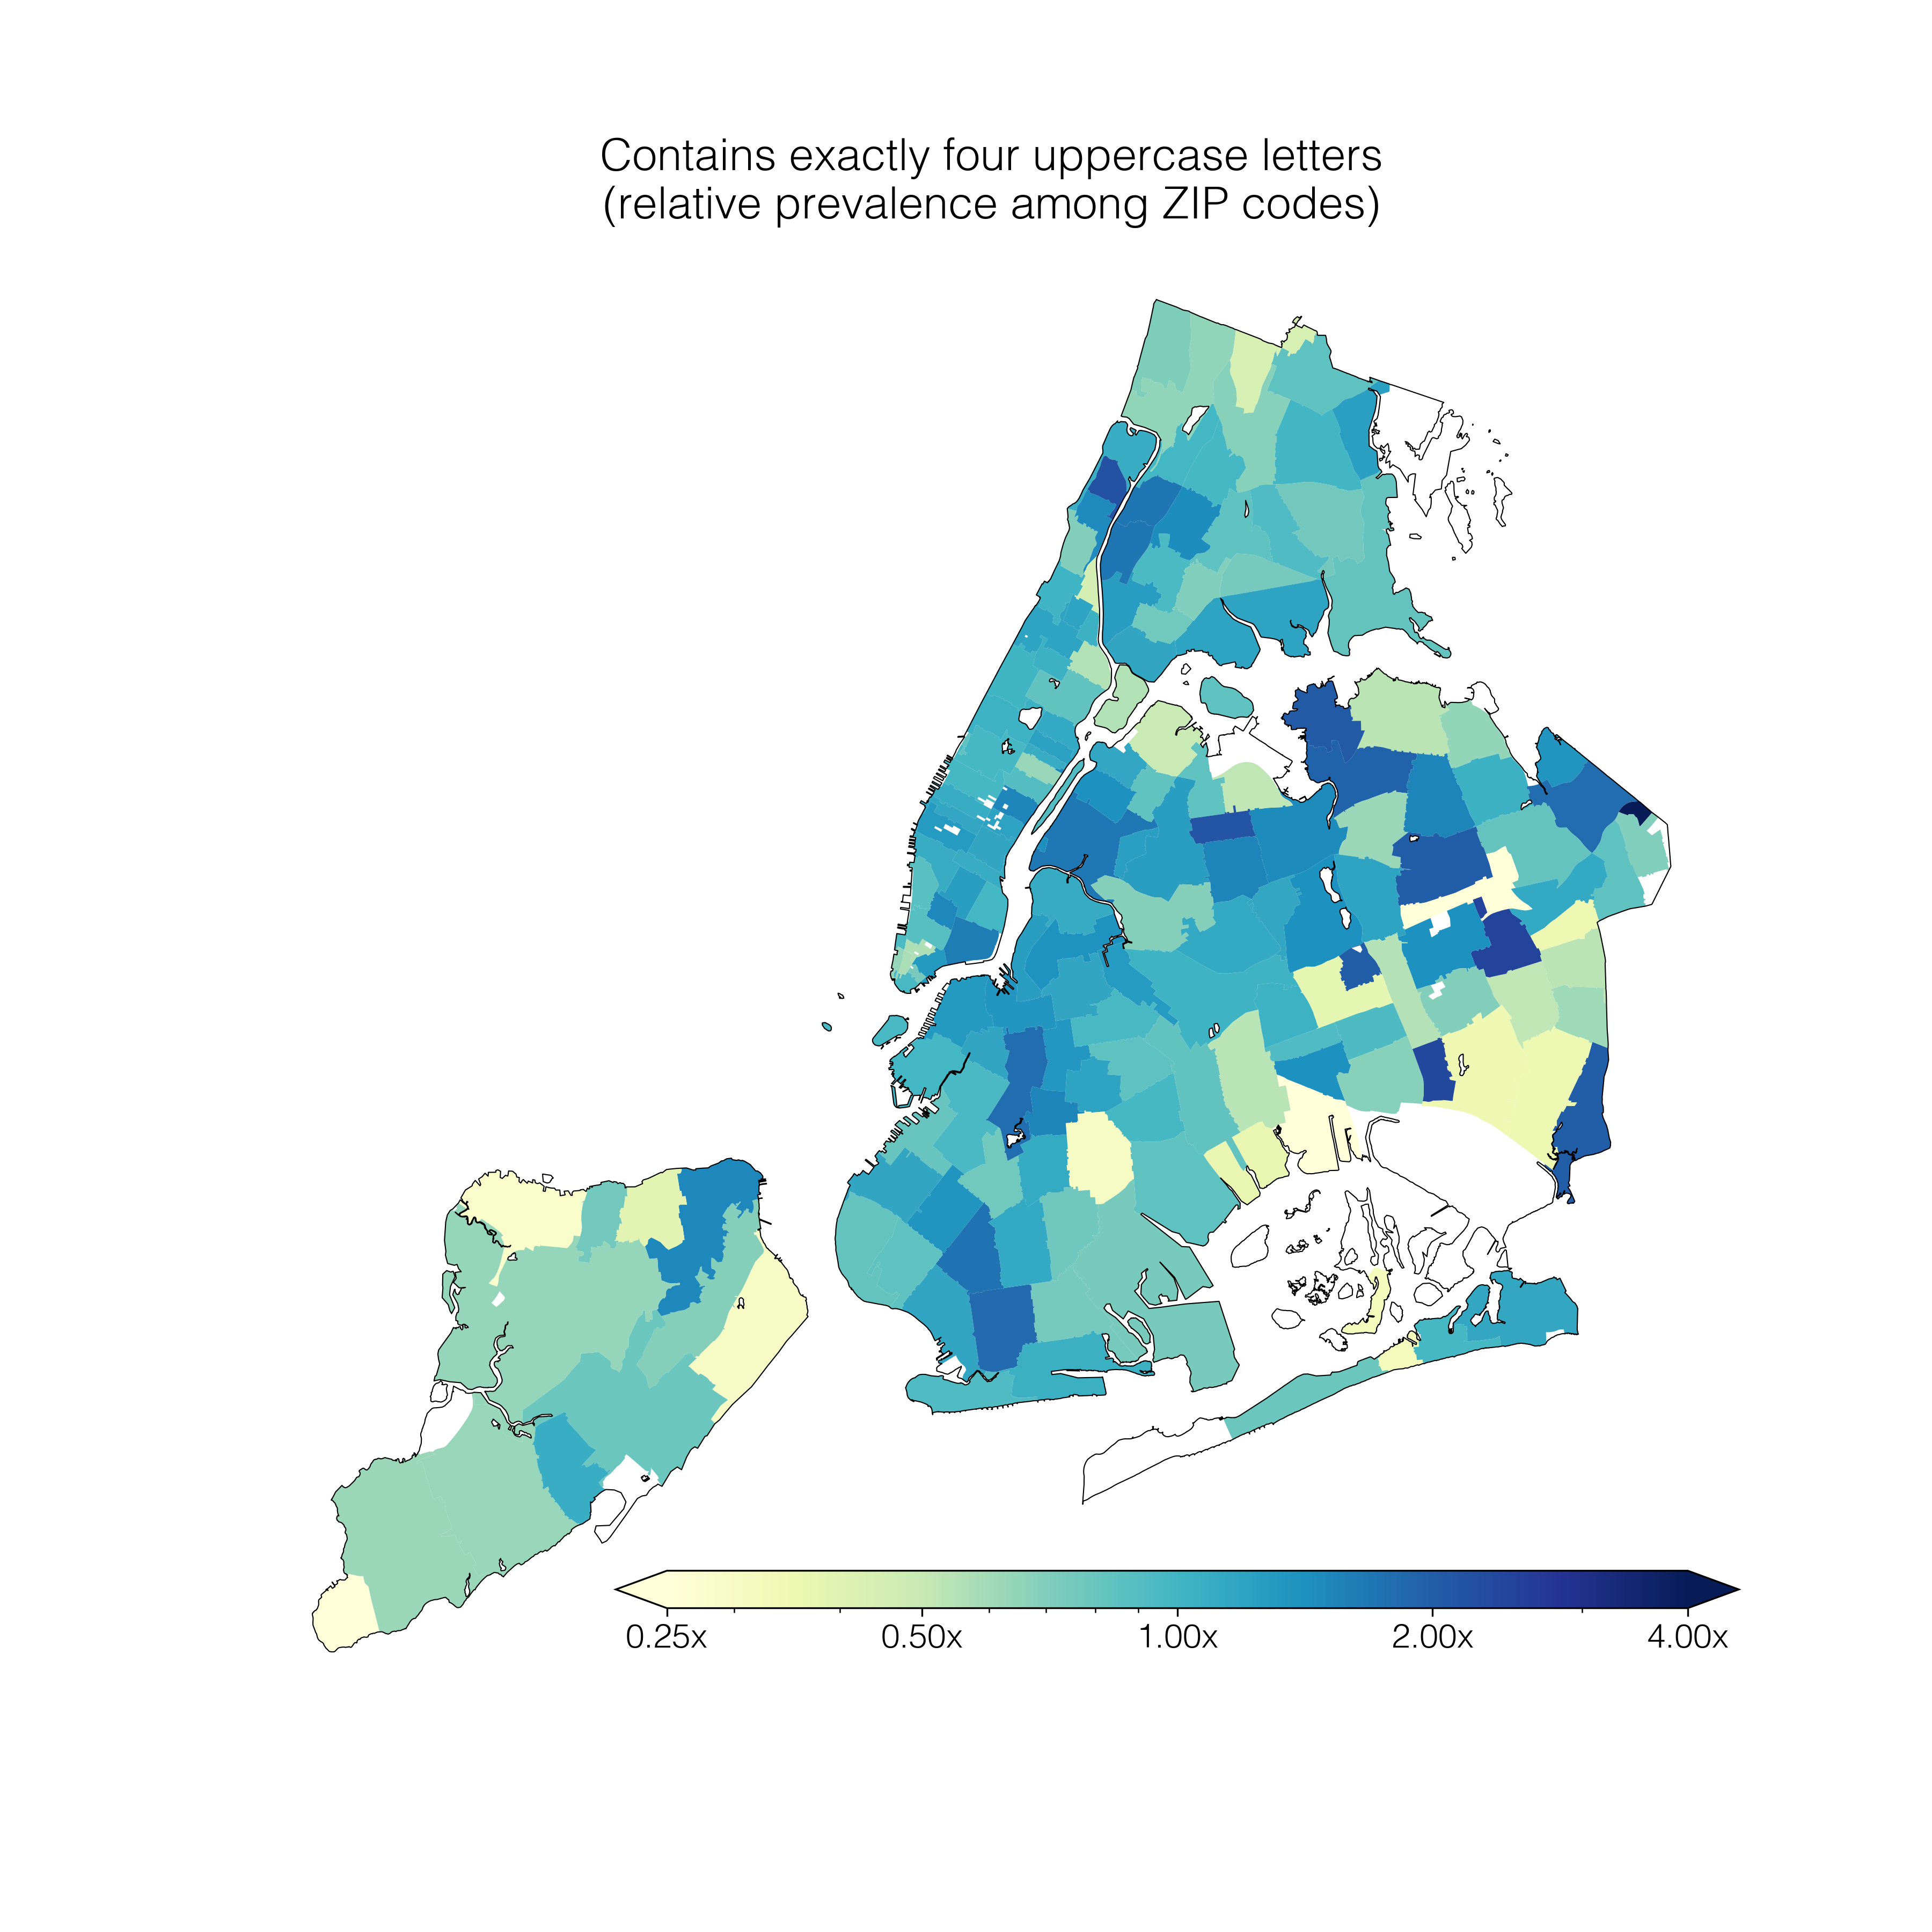 Contains exactly four uppercase letters
(relative prevalence among ZIP codes)
0.25x 0.50x 1.00x 2.00x 4.00x